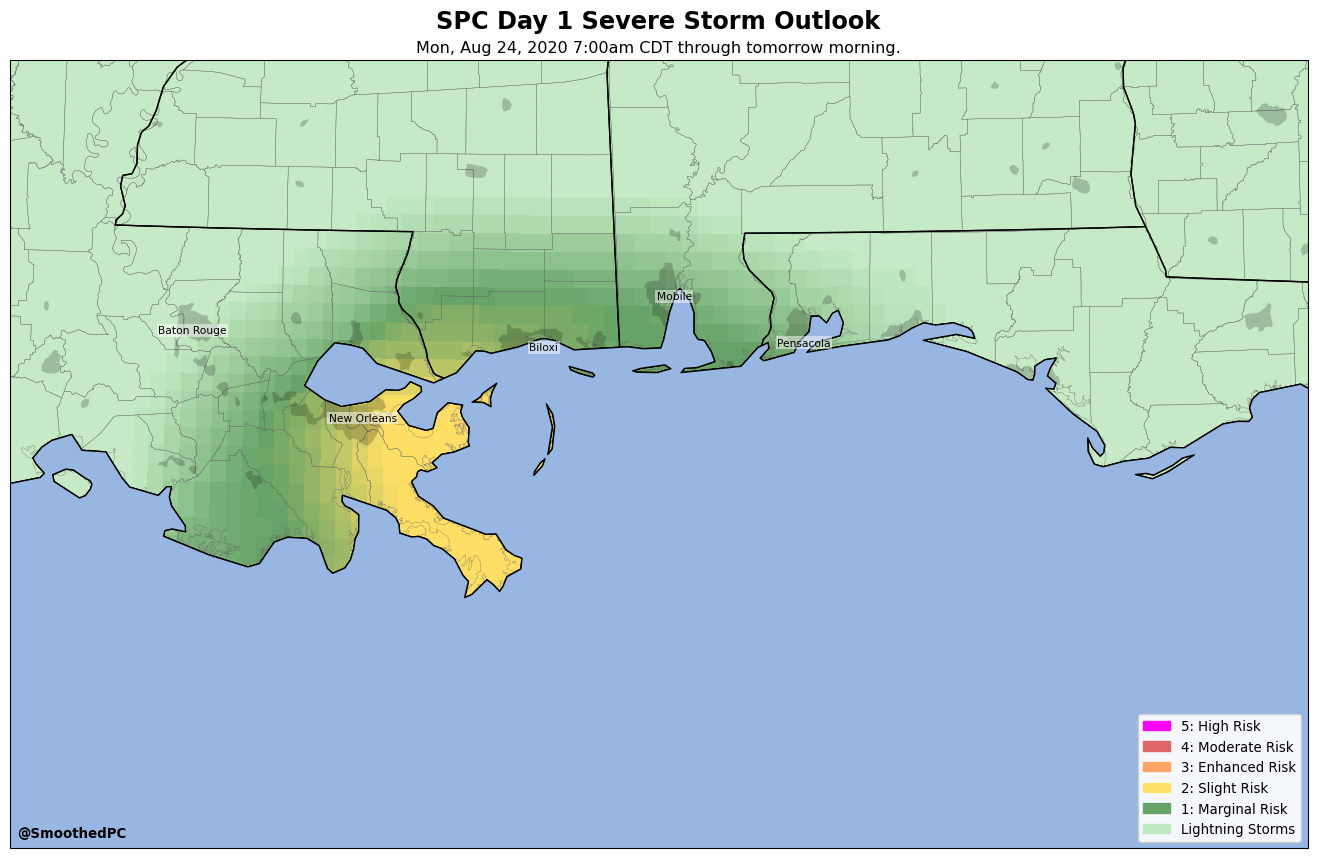 SPC Day 1 Severe Storm Outlook
Mon, Aug 24, 2020 7:00am CDT through tomorrow morning.
Mobile
Baton Rouge
Biloxi
Pensacola
New Orleans
5: High Risk
4: Moderate Risk
3: Enhanced Risk
2: Slight Risk
1: Marginal Risk
Lightning Storms
@SmoothedPC